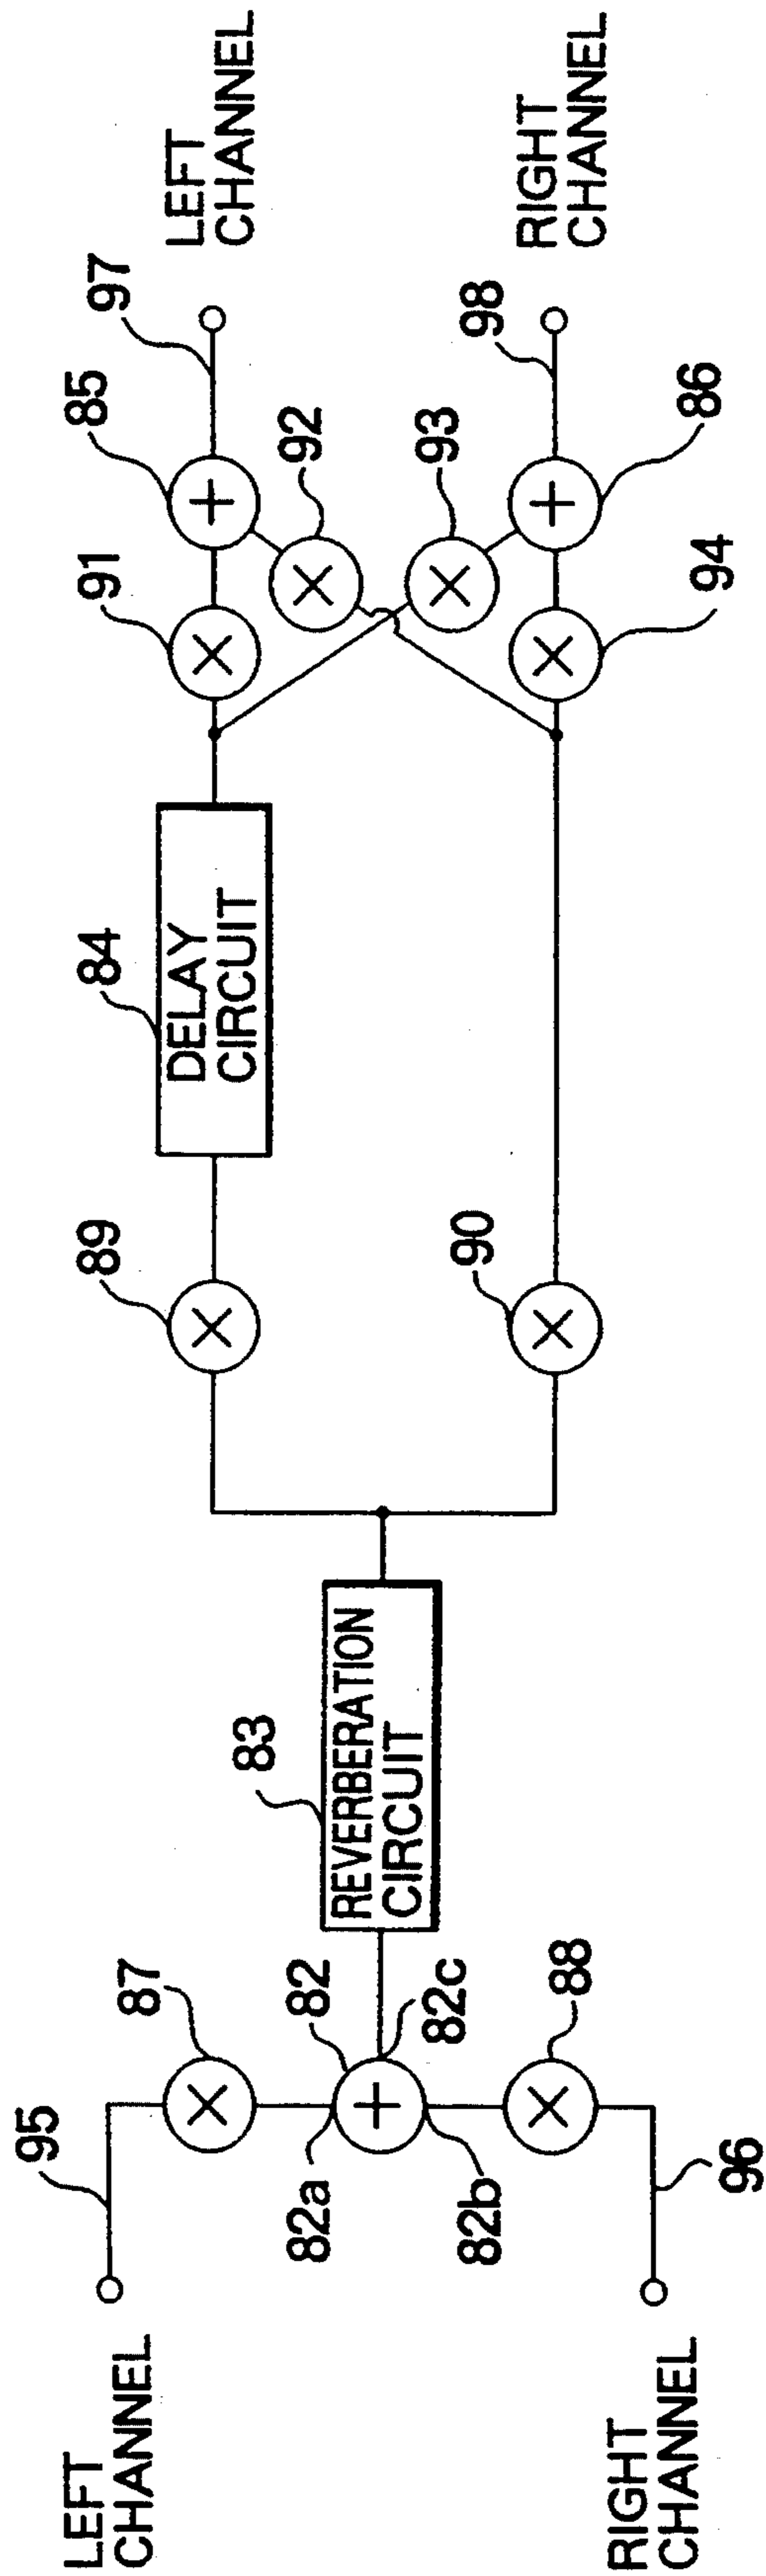 LEFT
CHANNEL
95
87
82a
82
82c
82b
88
96
RIGHT
CHANNEL
83
REVERBERATION
CIRCUIT
89
90
84
DELAY
CIRCUIT
91
85
92
97
LEFT
CHANNEL
93
94
86
98
RIGHT
CHANNEL